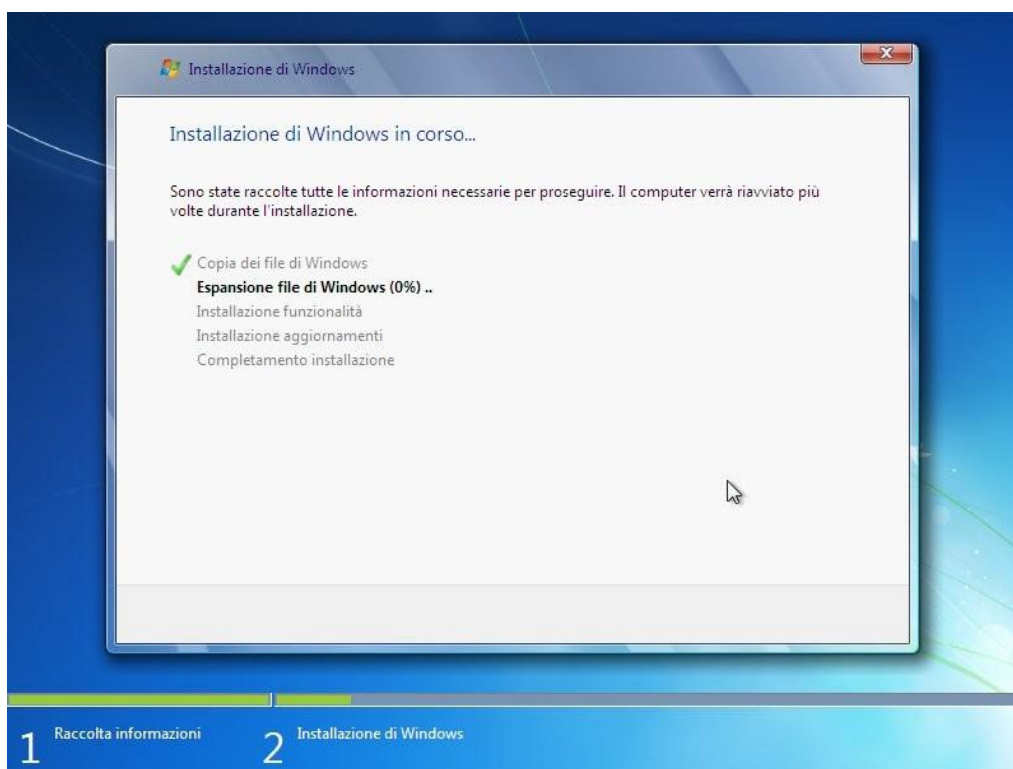 Installazione di Windows
Installazione di Windows in corso...
Sono state raccolte tutte le informazioni necessarie per proseguire. Il computer verrà riavviato più
volte durante l'installazione.
Copia dei file di Windows
Espansione file di Windows (0%) ..
Installazione funzionalità
Installazione aggiornamenti
Completamento installazione
1 Raccolta informazioni 2 Installazione di Windows